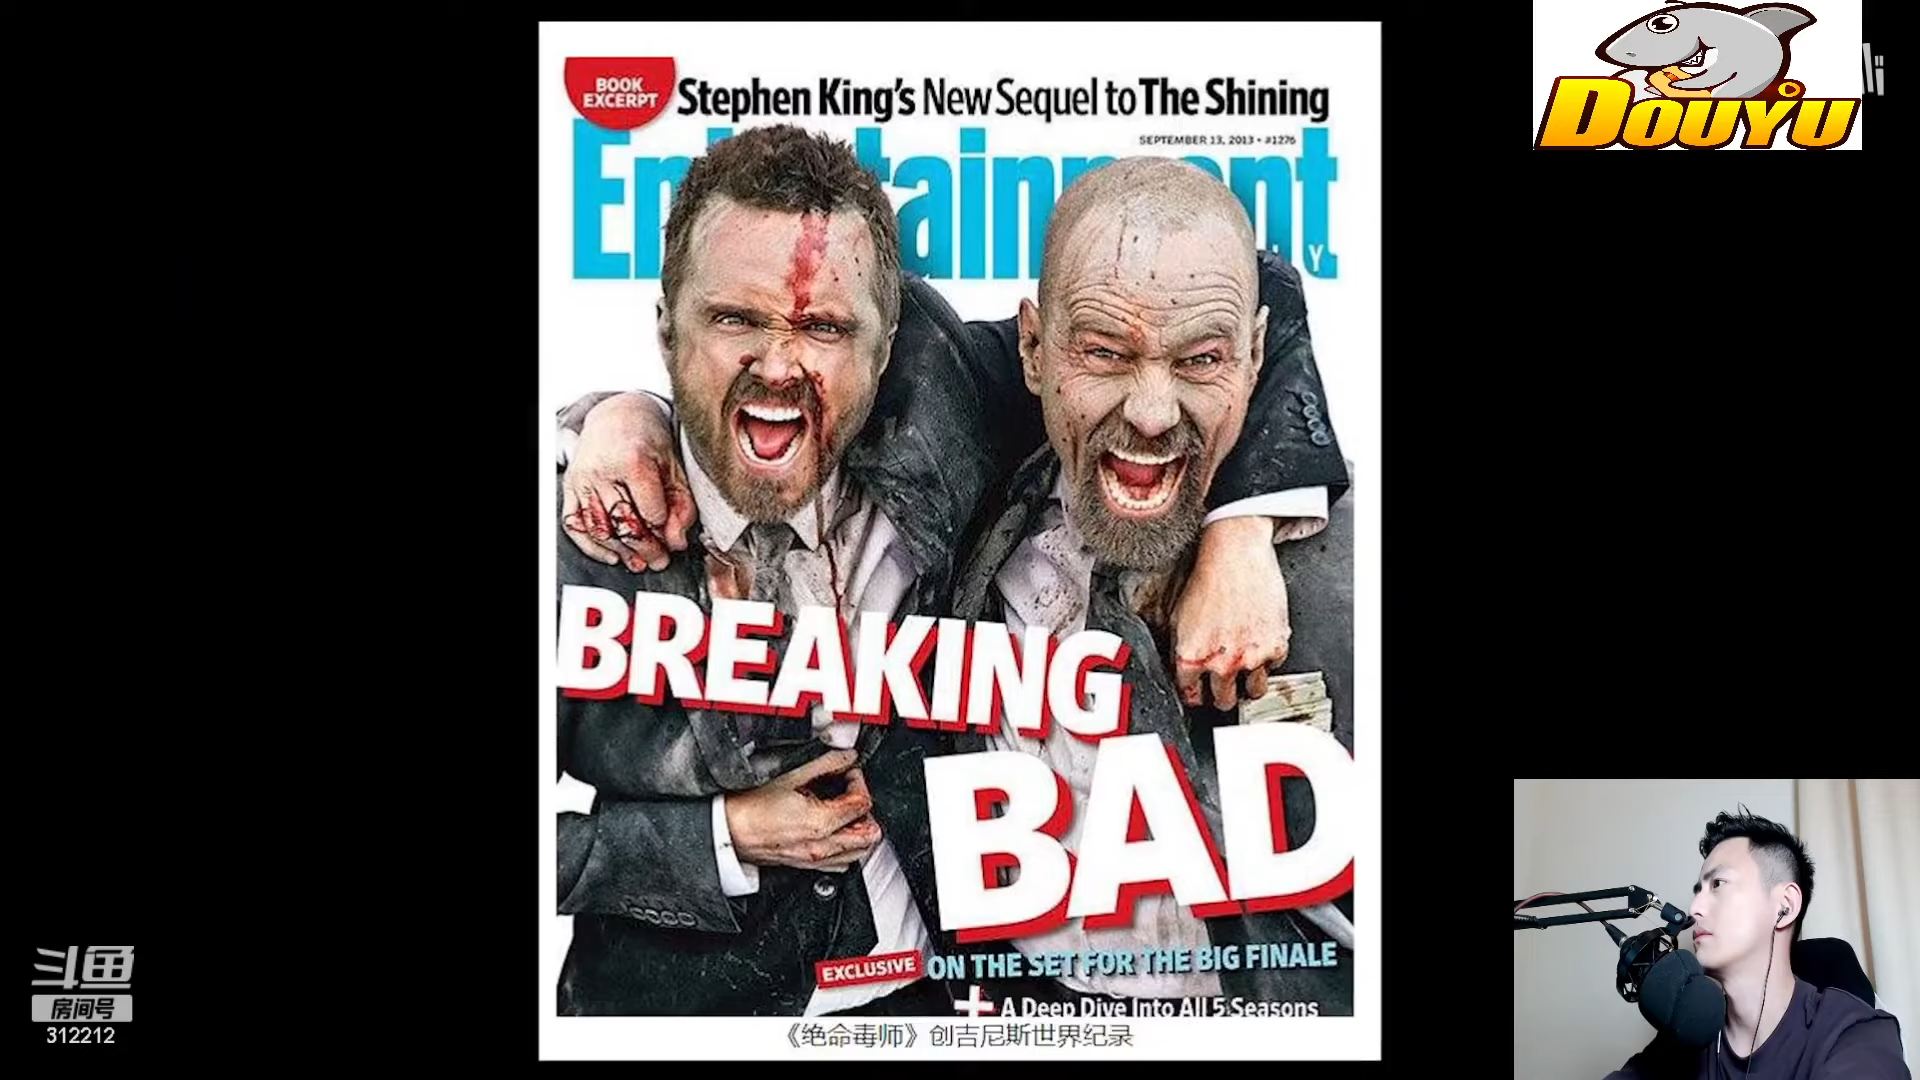 BOOK
EXCERPT
Stephen King's New Sequel to The Shining
SEPTEMBER 13, 2013 • #1276
Entertainment
Y
BREAKING
BAD
EXCLUSIVE ON THE SET FOR THE BIG FINALE
+ A Deep Dive Into All 5 Seasons
《绝命毒师》创吉尼斯世界纪录
DOUYU
斗鱼
房间号
312212